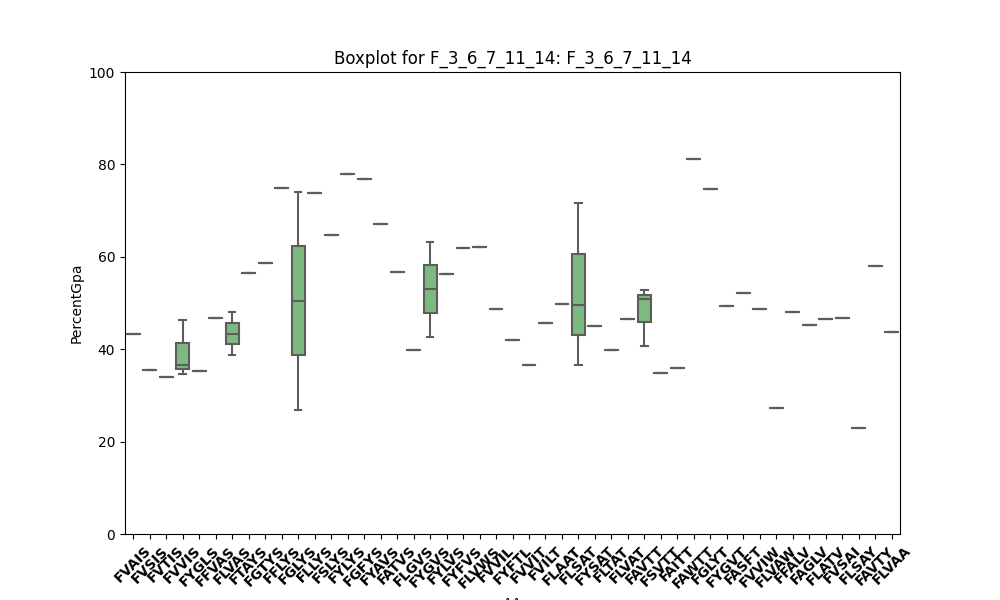 Boxplot for F_3_6_7_11_14: F_3_6_7_11_14
PercentGpa
100
80
60
40
20
0
FVAIS
FVSIS
FVTIS
FVVIS
FYGLS
FFVAS
FLVAS
FTAYS
FGTYS
FFLYS
FGLYS
FLLYS
FSLYS
FYLYS
FGFYS
FYAVS
FATVS
FLGVS
FYGVS
FYLVS
FYFVS
FLVWS
FVVIL
FYFTL
FVVIT
FVILT
FLAAT
FLSAT
FYSAT
FLTAT
FLVAT
FAVTT
FSVTT
FAITT
FAWTT
FGLYT
FYGVT
FASFT
FVVIW
FLVAW
FFALV
FAGLV
FLATV
FVSAI
FLSAY
FAVTY
FLVAA